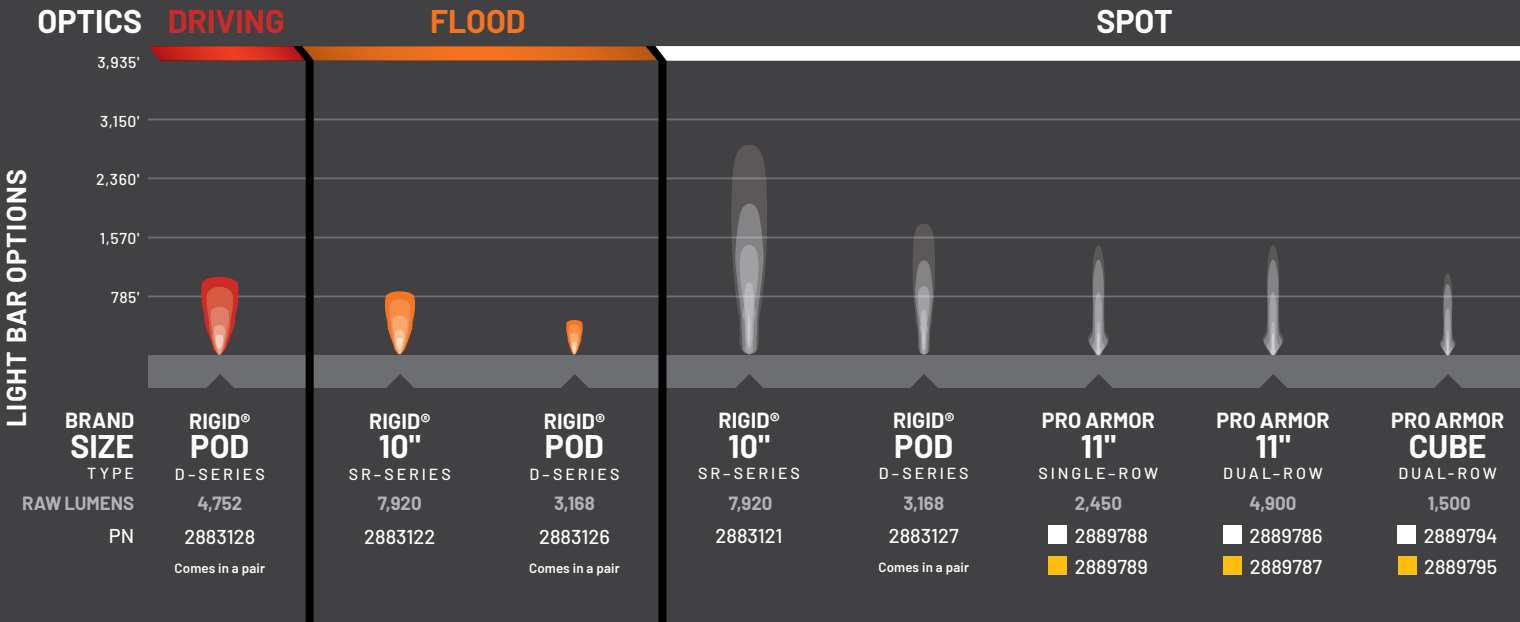 OPTICS DRIVING FLOOD SPOT
3,935'
3,150'
2,360'
1,570'
785'
LIGHT BAR OPTIONS
BRAND RIGID® RIGID® RIGID® RIGID® RIGID® PRO ARMOR PRO ARMOR PRO ARMOR
SIZE POD 10" POD 10" POD 11" 11" CUBE
TYPE D-SERIES SR-SERIES D-SERIES SR-SERIES D-SERIES SINGLE-ROW DUAL-ROW DUAL-ROW
RAW LUMENS 4,752 7,920 3,168 7,920 3,168 2,450 4,900 1,500
PN 2883128 2883122 2883126 2883121 2883127 2889788 2889786 2889794
Comes in a pair Comes in a pair Comes in a pair 2889789 2889787 2889795